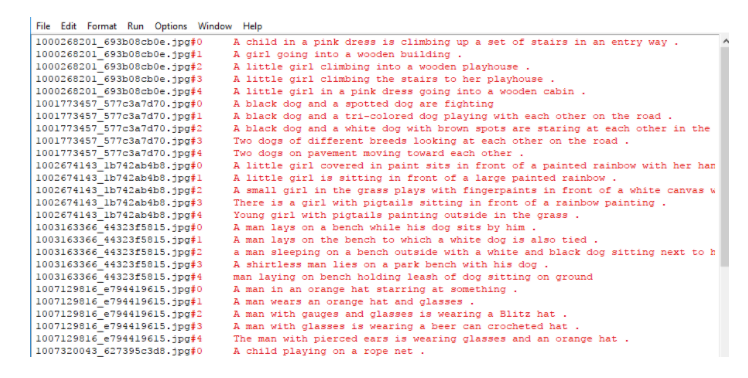 File Edit Format Run Options Window Help
1000268201_693b08cb0e.jpg#0 A child in a pink dress is climbing up a set of stairs in an entry way .
1000268201_693b08cb0e.jpg#1 A girl going into a wooden building .
1000268201_693b08cb0e.jpg#2 A little girl climbing into a wooden playhouse .
1000268201_693b08cb0e.jpg#3 A little girl climbing the stairs to her playhouse .
1000268201_693b08cb0e.jpg#4 A little girl in a pink dress going into a wooden cabin .
1001773457_577c3a7d70.jpg#0 A black dog and a spotted dog are fighting
1001773457_577c3a7d70.jpg#1 A black dog and a tri-colored dog playing with each other on the road .
1001773457_577c3a7d70.jpg#2 A black dog and a white dog with brown spots are staring at each other in the
1001773457_577c3a7d70.jpg#3 Two dogs of different breeds looking at each other on the road .
1001773457_577c3a7d70.jpg#4 Two dogs on pavement moving toward each other .
1002674143_1b742ab4b8.jpg#0 A little girl covered in paint sits in front of a painted rainbow with her han
1002674143_1b742ab4b8.jpg#1 A little girl is sitting in front of a large painted rainbow .
1002674143_1b742ab4b8.jpg#2 A small girl in the grass plays with fingerpaints in front of a white canvas w
1002674143_1b742ab4b8.jpg#3 There is a girl with pigtails sitting in front of a rainbow painting .
1002674143_1b742ab4b8.jpg#4 Young girl with pigtails painting outside in the grass .
1003163366_44323f5815.jpg#0 A man lays on a bench while his dog sits by him .
1003163366_44323f5815.jpg#1 A man lays on the bench to which a white dog is also tied .
1003163366_44323f5815.jpg#2 a man sleeping on a bench outside with a white and black dog sitting next to h
1003163366_44323f5815.jpg#3 A shirtless man lies on a park bench with his dog .
1003163366_44323f5815.jpg#4 man laying on bench holding leash of dog sitting on ground
1007129816_e794419615.jpg#0 A man in an orange hat starring at something .
1007129816_e794419615.jpg#1 A man wears an orange hat and glasses .
1007129816_e794419615.jpg#2 A man with gauges and glasses is wearing a Blitz hat .
1007129816_e794419615.jpg#3 A man with glasses is wearing a beer can crocheted hat .
1007129816_e794419615.jpg#4 The man with pierced ears is wearing glasses and an orange hat .
1007320043_627395c3d8.jpg#0 A child playing on a rope net .